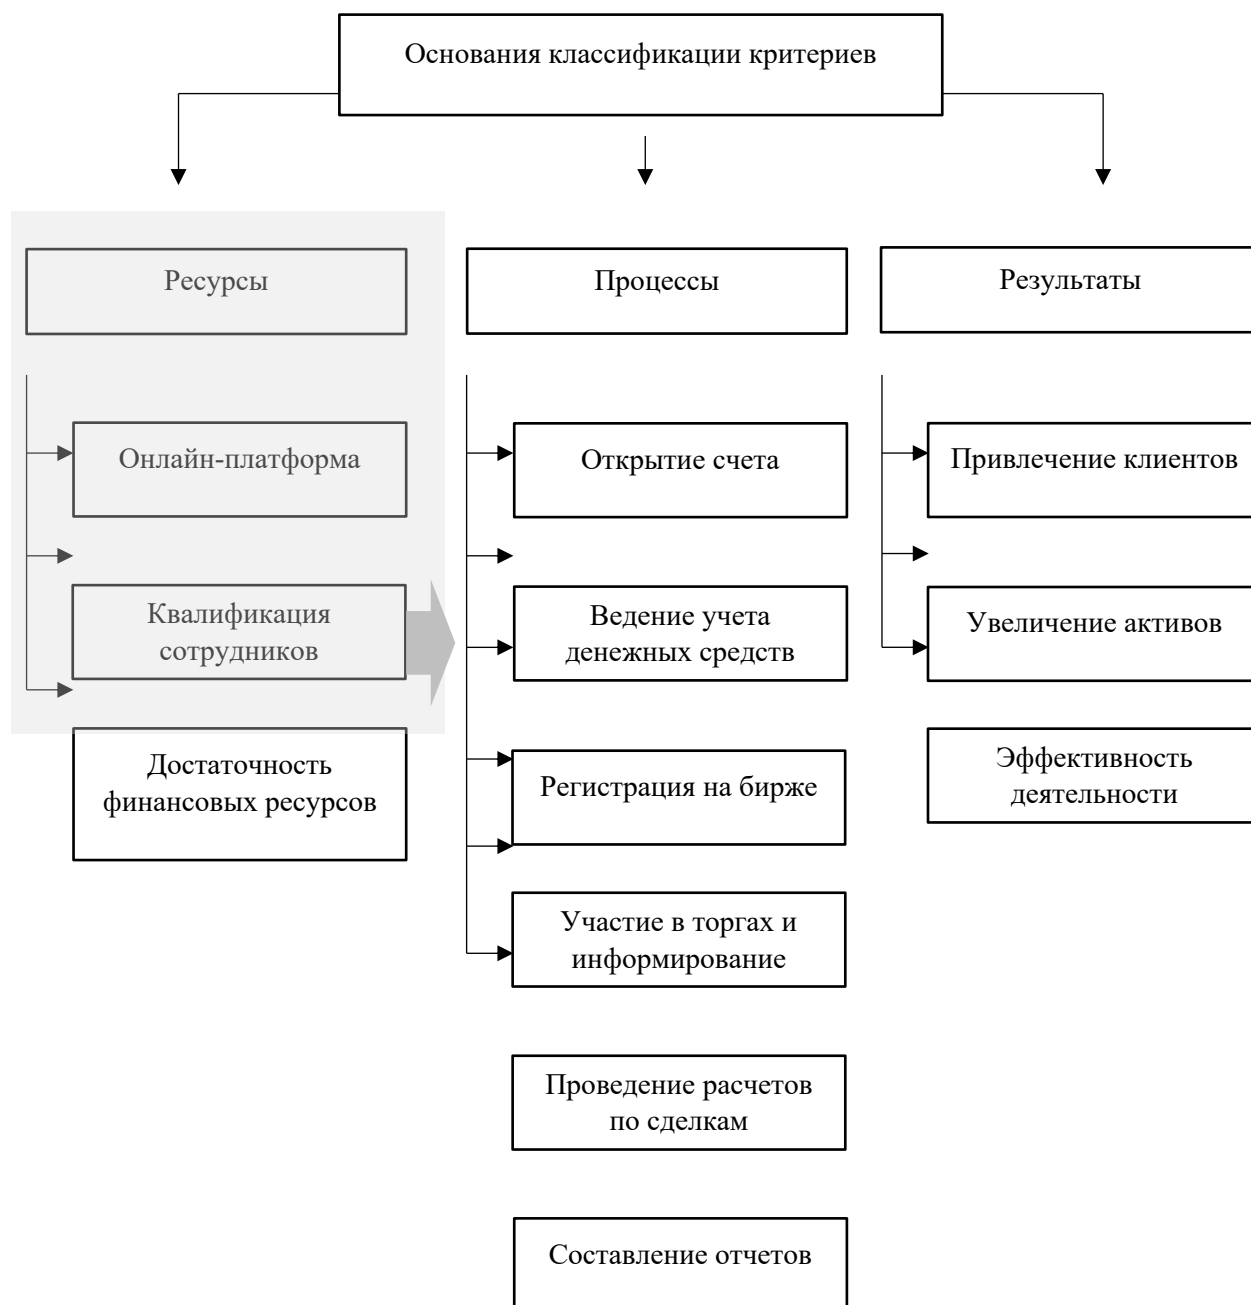 Основания классификации критериев
Ресурсы
Процессы
Результаты
Онлайн-платформа
Открытие счета
Привлечение клиентов
Квалификация
сотрудников
Ведение учета
денежных средств
Увеличение активов
Достаточность
финансовых ресурсов
Регистрация на бирже
Эффективность
деятельности
Участие в торгах и
информирование
Проведение расчетов
по сделкам
Составление отчетов